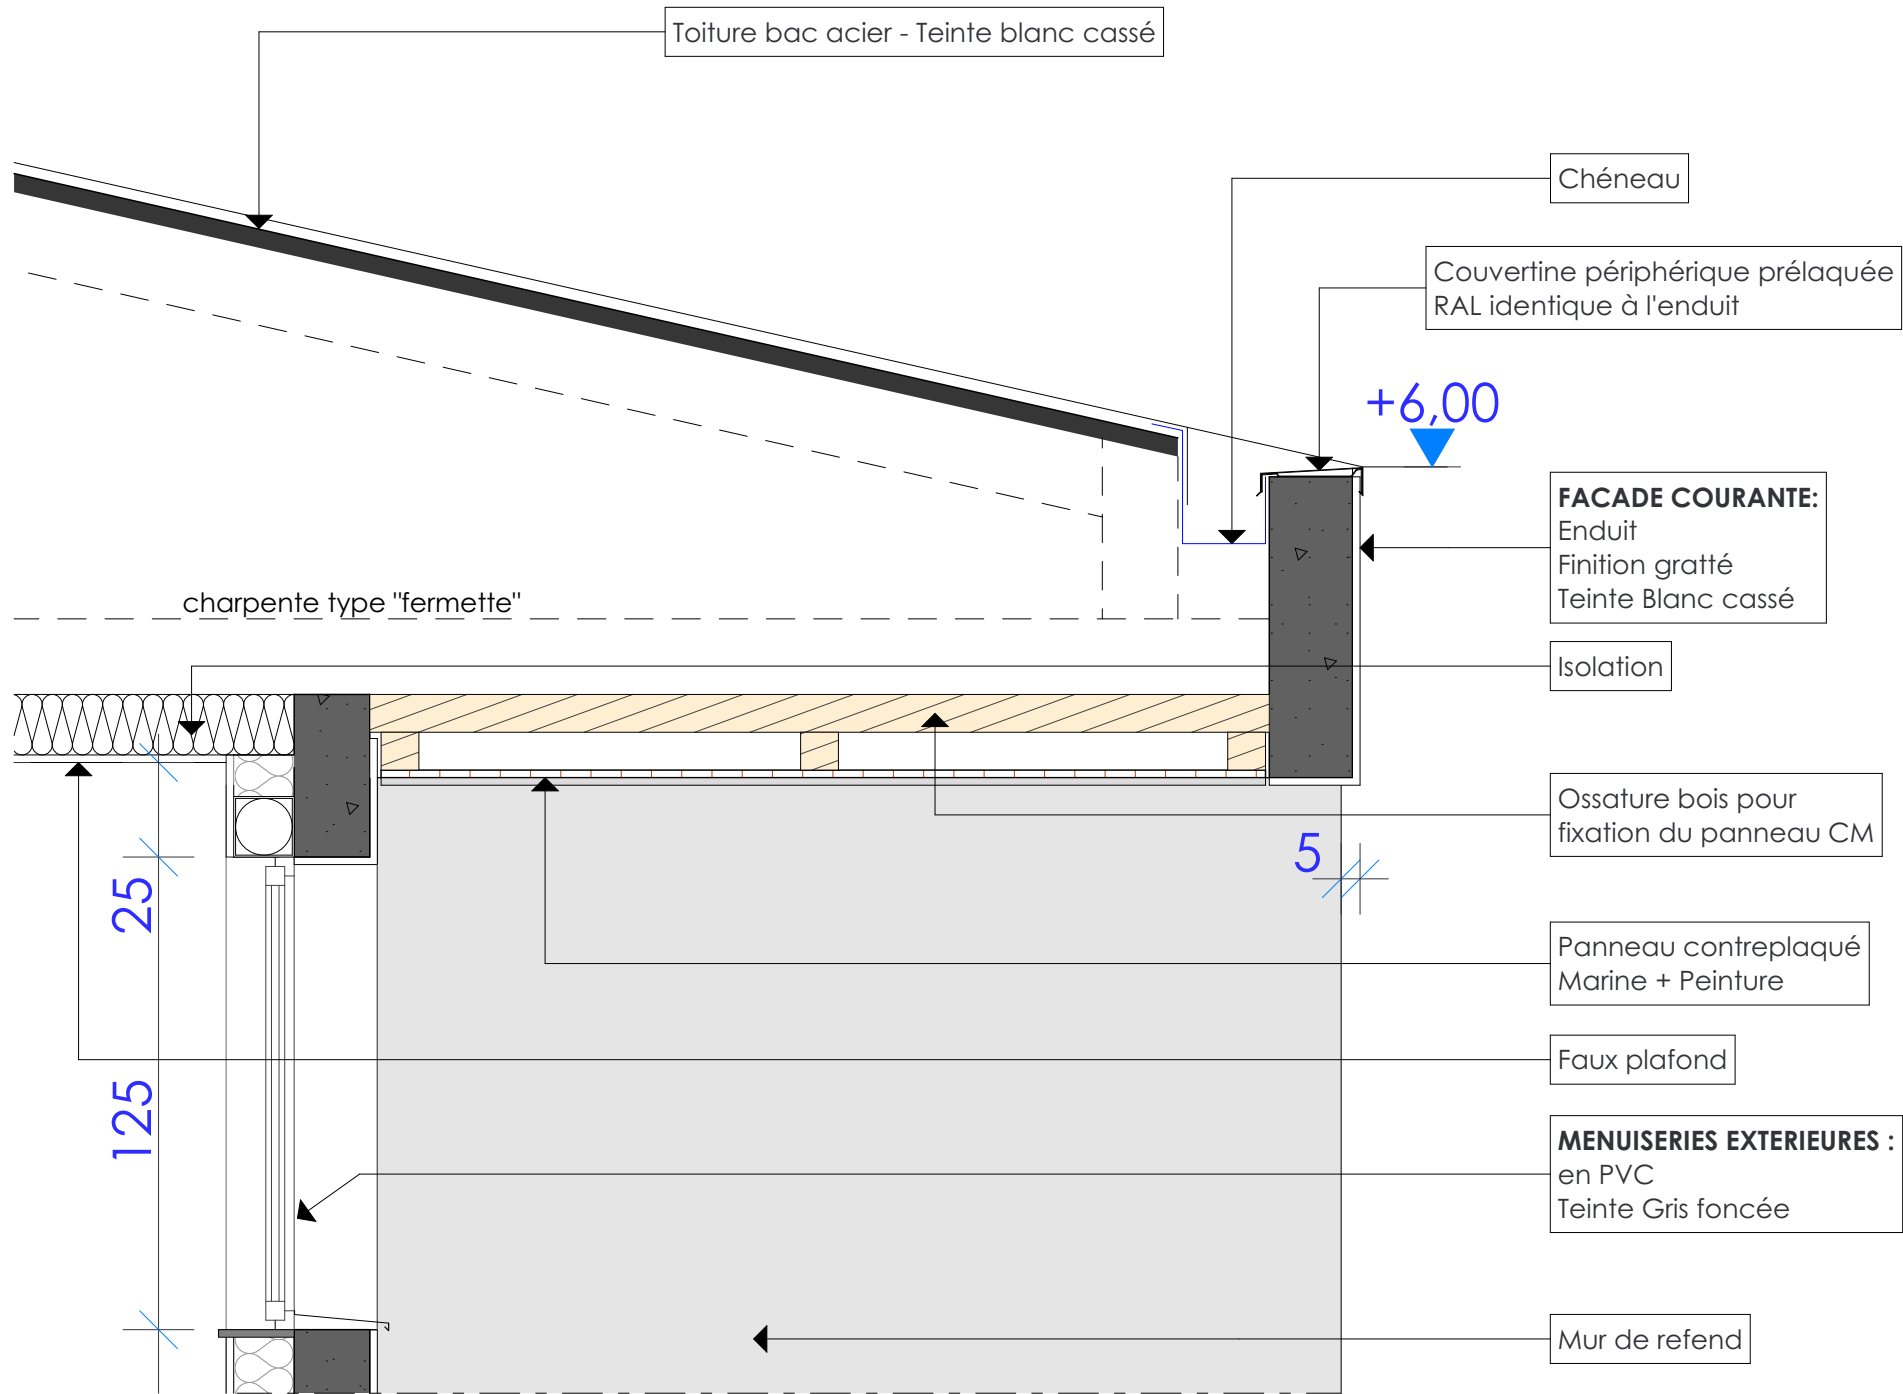 Toiture bac acier - Teinte blanc cassé
Chéneau
Couvertine périphérique prélaquée
RAL identique à l'enduit
+6,00
FACADE COURANTE:
Enduit
Finition gratté
Teinte Blanc cassé
charpente type "fermette"
Isolation
Ossature bois pour
fixation du panneau CM
5
25
Panneau contreplaqué
Marine + Peinture
Faux plafond
125
MENUISERIES EXTERIEURES :
en PVC
Teinte Gris foncée
Mur de refend